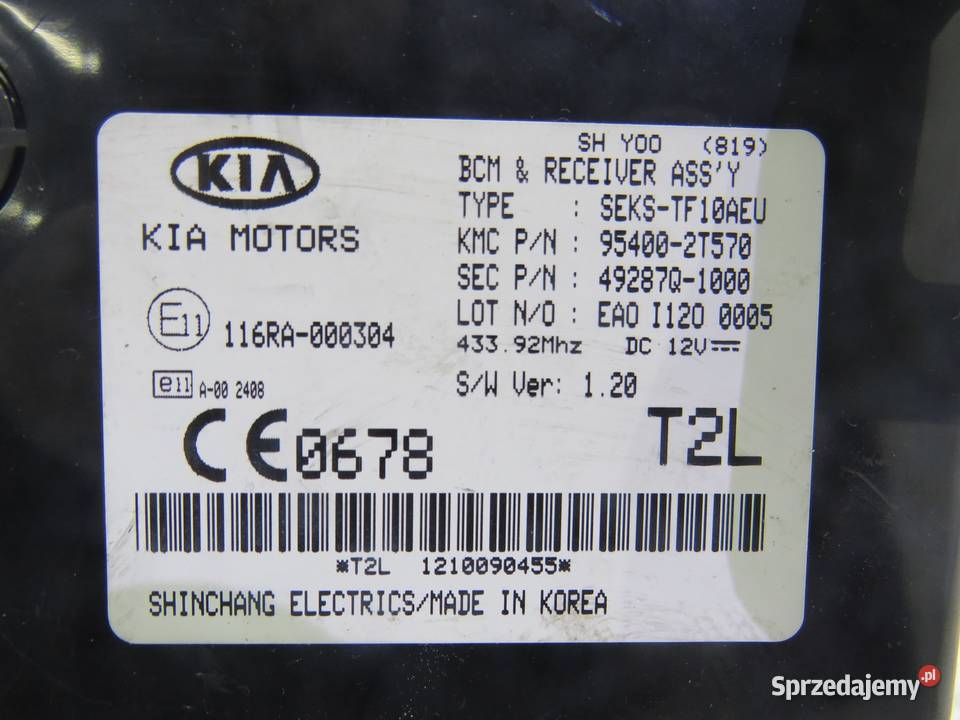 SH YOO (819)
KIA
KIA MOTORS
BCM & RECEIVER ASS'Y
TYPE : SEKS-TF10AEU
KMC P/N : 95400-2T570
SEC P/N : 49287Q-1000
LOT N/O : EAO I120 0005
433.92Mhz DC 12V
S/W Ver: 1.20
E11 116RA-000304
e11 A-00 2408
CE0678
T2L
*T2L 1210090455*
SHINCHANG ELECTRICS/MADE IN KOREA
Sprzedajemy.pl